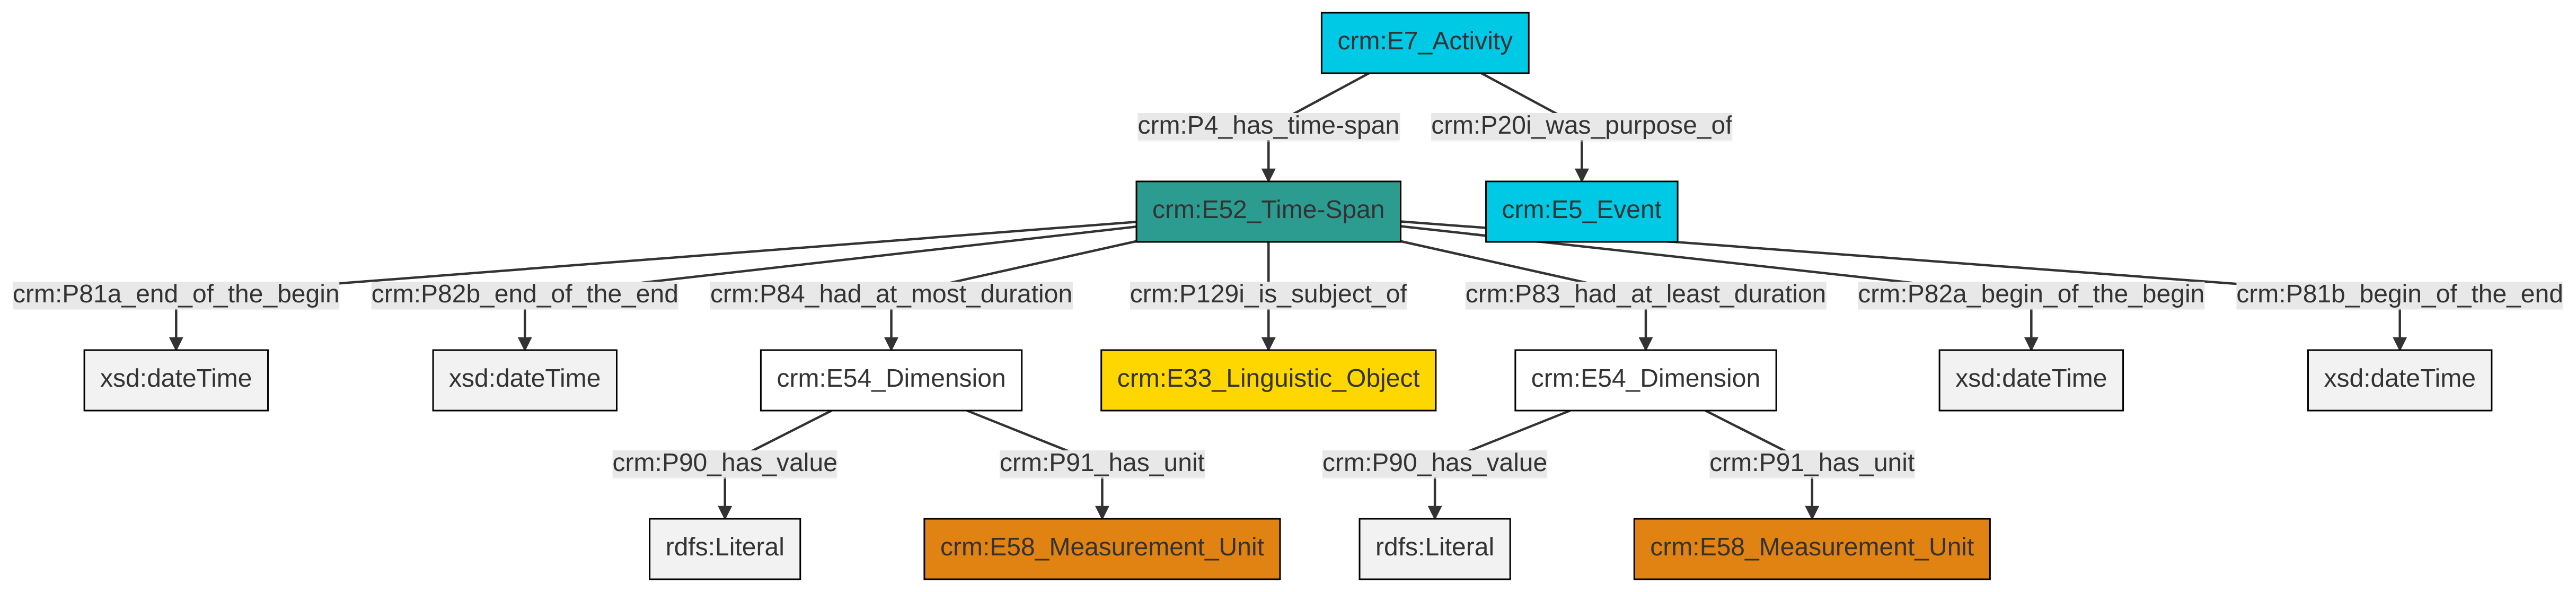 crm:E7_Activity
crm:P4_has_time-span
crm:P20i_was_purpose_of
crm:E52_Time-Span
crm:E5_Event
crm:P81a_end_of_the_begin
crm:P82b_end_of_the_end
crm:P84_had_at_most_duration
crm:P129i_is_subject_of
crm:P83_had_at_least_duration
crm:P82a_begin_of_the_begin
crm:P81b_begin_of_the_end
xsd:dateTime
xsd:dateTime
crm:E54_Dimension
crm:E33_Linguistic_Object
crm:E54_Dimension
xsd:dateTime
xsd:dateTime
crm:P90_has_value
crm:P91_has_unit
crm:P90_has_value
crm:P91_has_unit
rdfs:Literal
crm:E58_Measurement_Unit
rdfs:Literal
crm:E58_Measurement_Unit